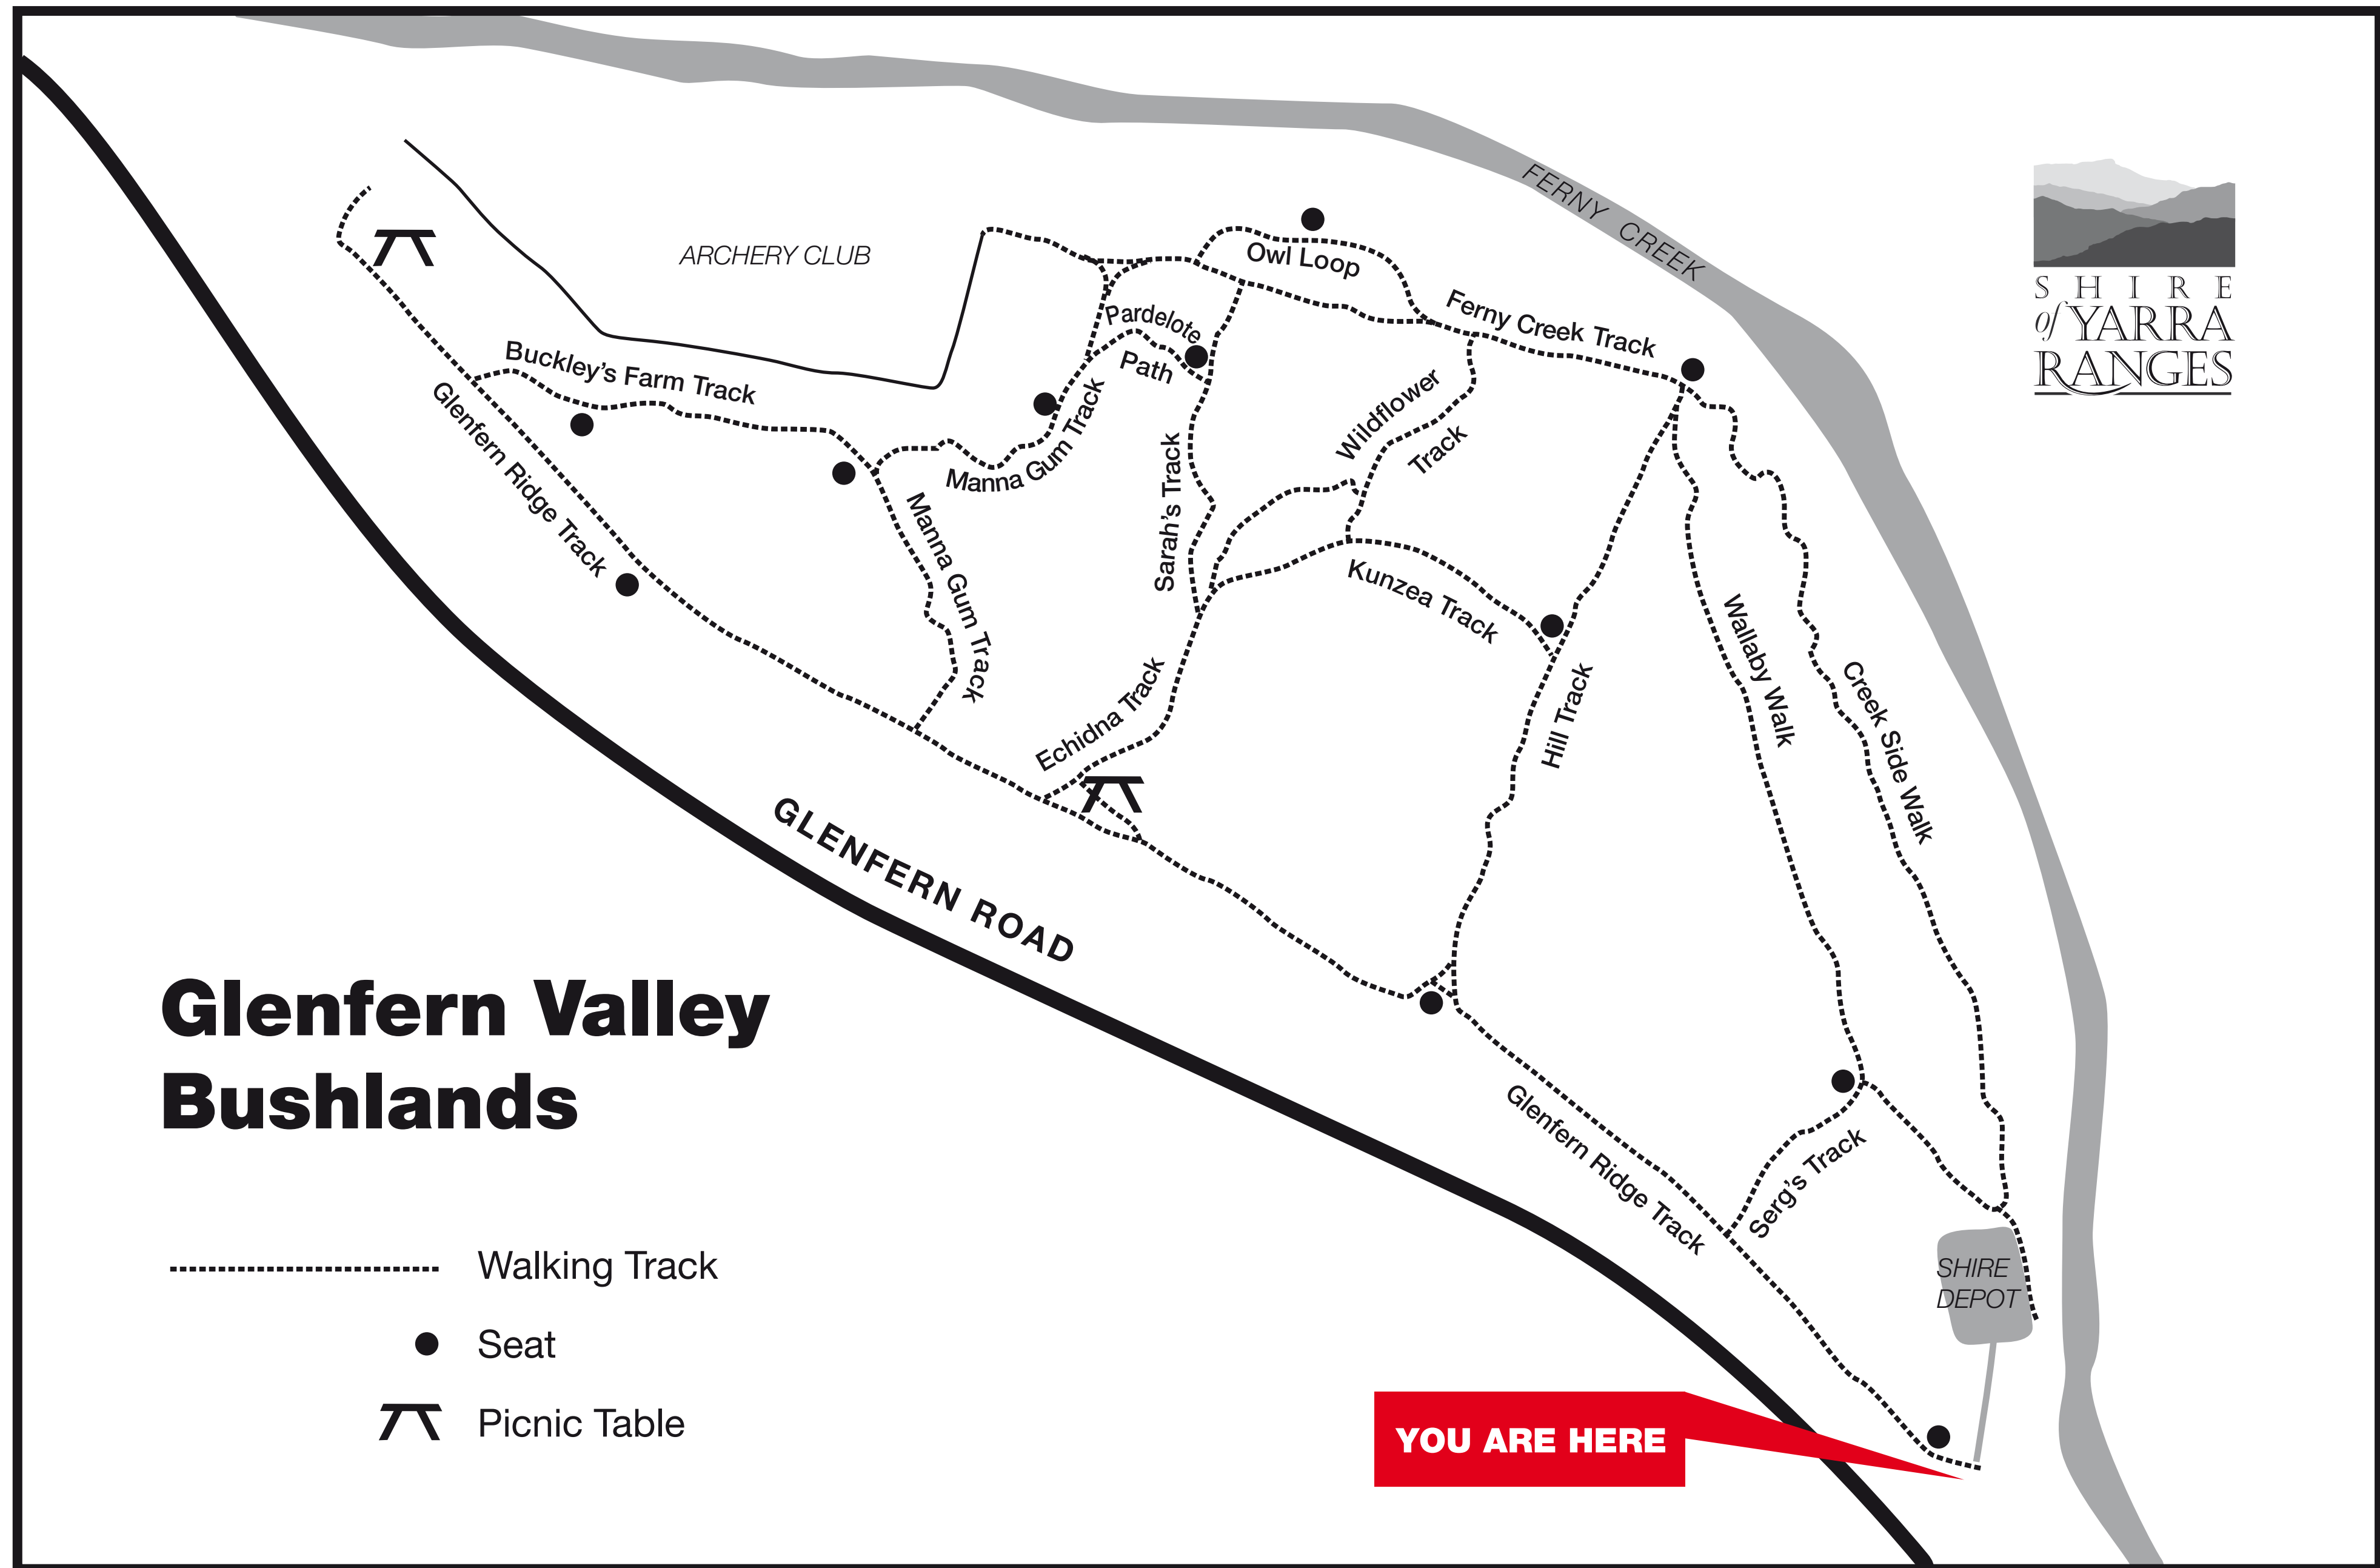 FERNY CREEK
SHIRE
of YARRA
RANGES
ARCHERY CLUB
Owl Loop
Ferny Creek Track
Pardelote
Path
Buckley's Farm Track
Glenfern Ridge Track
Manna Gum Track
Manna Gum Track
Sarah's Track
Wildflower
Track
Kunzea Track
Echidna Track
Hill Track
Wallaby Walk
Creek Side Walk
GLENFERN ROAD
Glenfern Valley
Bushlands
Glenfern Ridge Track
Serg's Track
SHIRE
DEPOT
Walking Track
Seat
Picnic Table
YOU ARE HERE